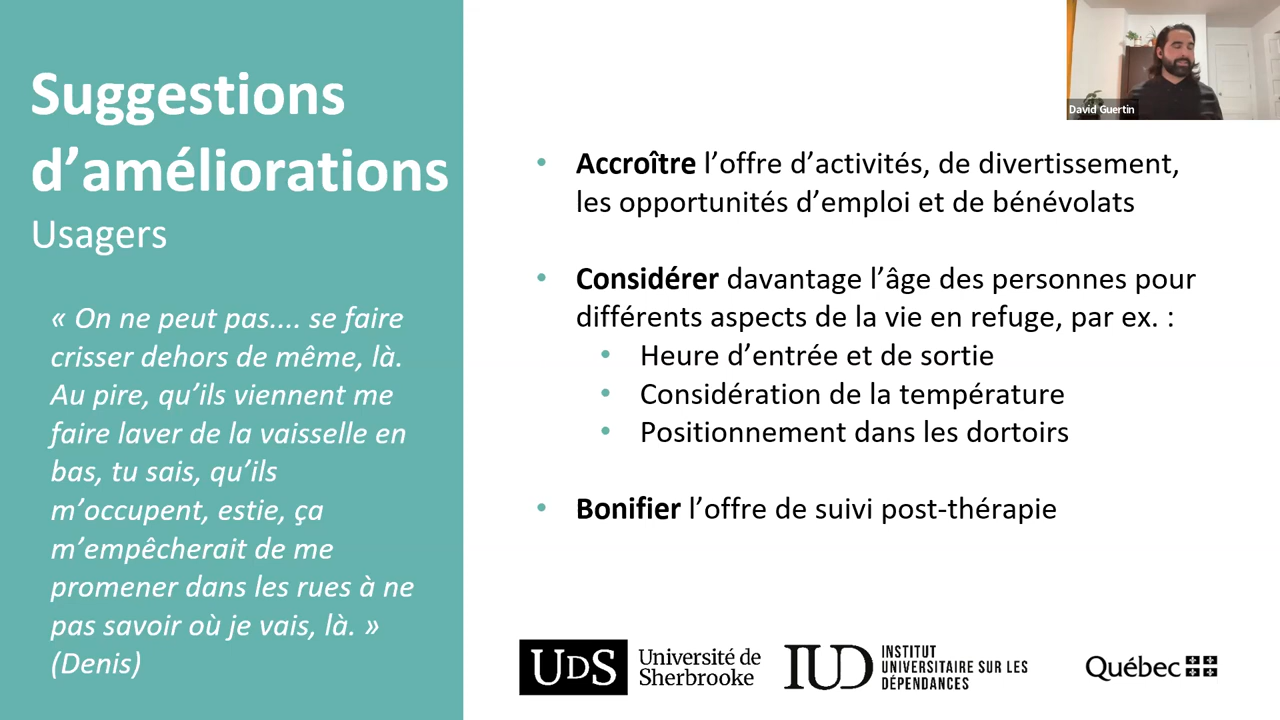 Suggestions
d'améliorations
Usagers
« On ne peut pas.... se faire
crisser dehors de même, là.
Au pire, qu'ils viennent me
faire laver de la vaisselle en
bas, tu sais, qu'ils
m'occupent, estie, ça
m'empêcherait de me
promener dans les rues à ne
pas savoir où je vais, là. »
(Denis)
David Guertin
• Accroître l'offre d'activités, de divertissement,
les opportunités d'emploi et de bénévolats
• Considérer davantage l'âge des personnes pour
différents aspects de la vie en refuge, par ex. :
• Heure d'entrée et de sortie
• Considération de la température
• Positionnement dans les dortoirs
• Bonifier l'offre de suivi post-thérapie
UDS
Université de
Sherbrooke
IUD
INSTITUT
UNIVERSITAIRE SUR LES
DÉPENDANCES
Québec